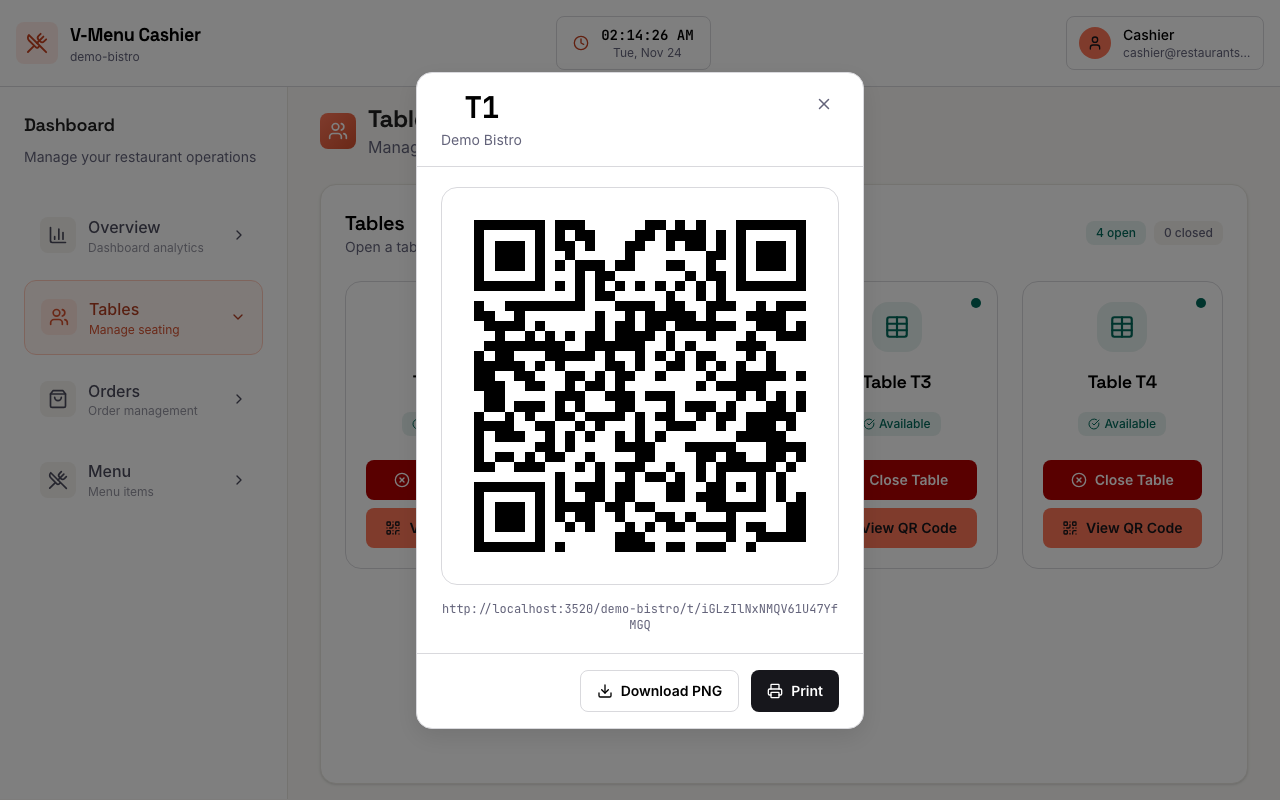 V-Menu Cashier
demo-bistro
02:14:26 AM
Tue, Nov 24
Cashier
cashier@restaurants...
Dashboard
Manage your restaurant operations
Overview
Dashboard analytics
Tables
Manage seating
Orders
Order management
Menu
Menu items
Tables
Open a tab
4 open
0 closed
Table T3
Available
Close Table
View QR Code
Table T4
Available
Close Table
View QR Code
T1
Demo Bistro
http://localhost:3520/demo-bistro/t/iGLzIlNxNMQV61U47Yf
MGQ
Download PNG
Print